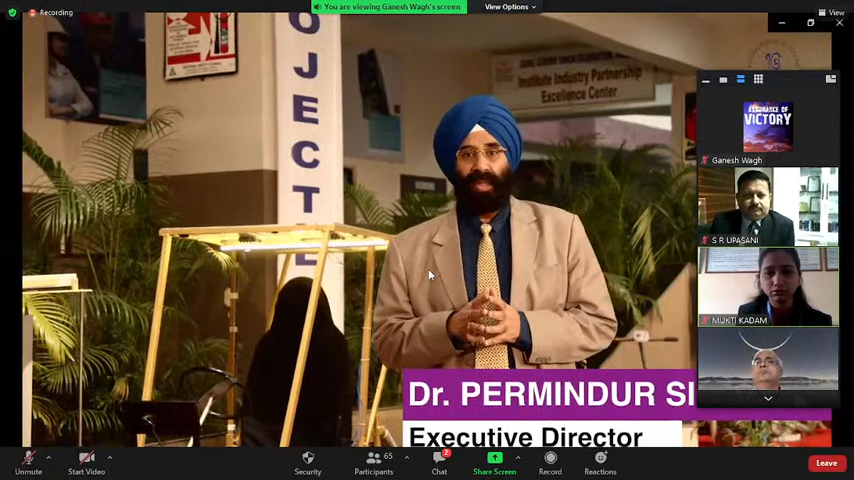 Recording
You are viewing Ganesh Wagh's screen
View Options
View
OJECTE
Institute Industry Partnership
Excellence Center
ASSURANCE OF
VICTORY
Ganesh Wagh
S R UPASANI
MUKTI KADAM
Dr. PERMINDUR SI
Executive Director
Unmute
Start Video
Security
65
Participants
2
Chat
Share Screen
Record
Reactions
Leave